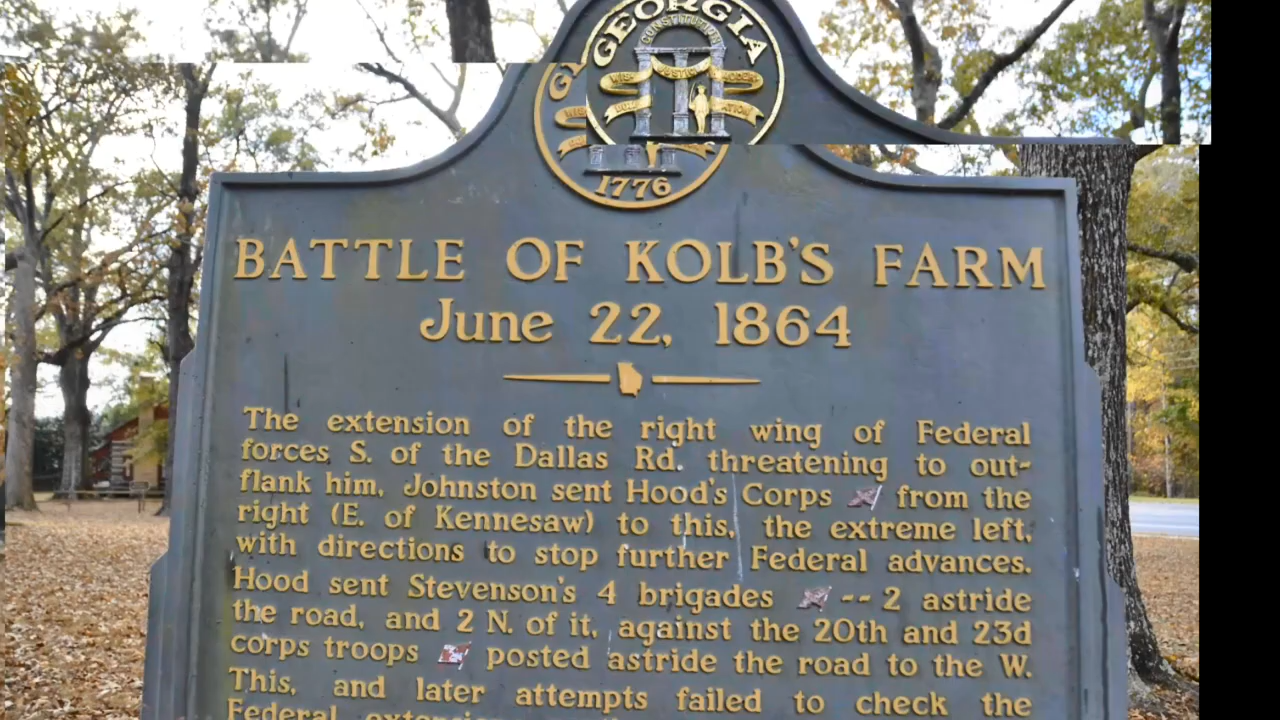 GEORGIA
CONSTITUTION
1776
BATTLE OF KOLB'S FARM
June 22, 1864
The extension of the right wing of Federal
forces S. of the Dallas Rd. threatening to out-
flank him, Johnston sent Hood's Corps from the
right (E. of Kennesaw) to this, the extreme left,
with directions to stop further Federal advances.
Hood sent Stevenson's 4 brigades -- 2 astride
the road, and 2 N. of it, against the 20th and 23d
corps troops posted astride the road to the W.
This, and later attempts failed to check the
Federal